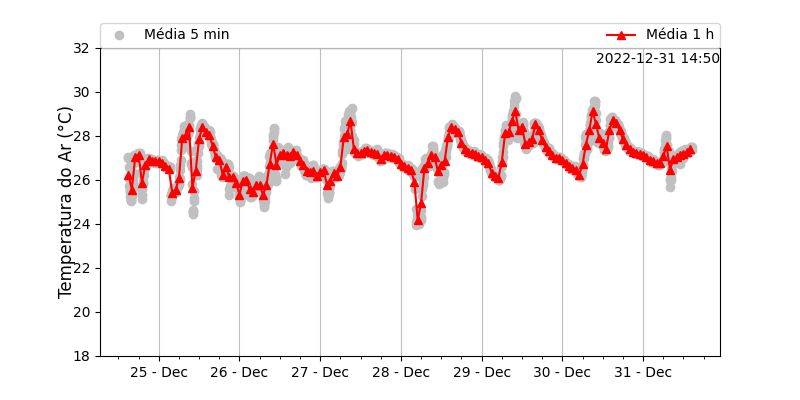 Média 5 min
Média 1 h
2022-12-31 14:50
Temperatura do Ar (°C)
32
30
28
26
24
22
20
18
25 - Dec
26 - Dec
27 - Dec
28 - Dec
29 - Dec
30 - Dec
31 - Dec